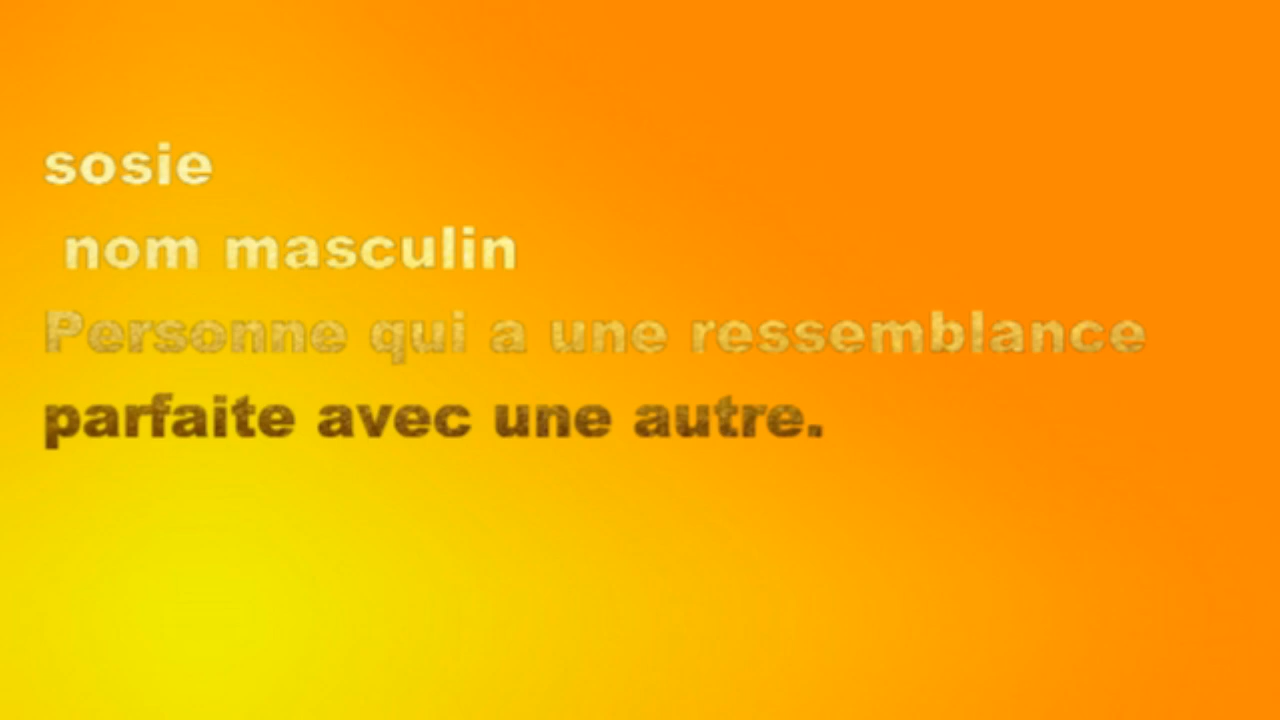 sosie
nom masculin
Personne qui a une ressemblance
parfaite avec une autre.